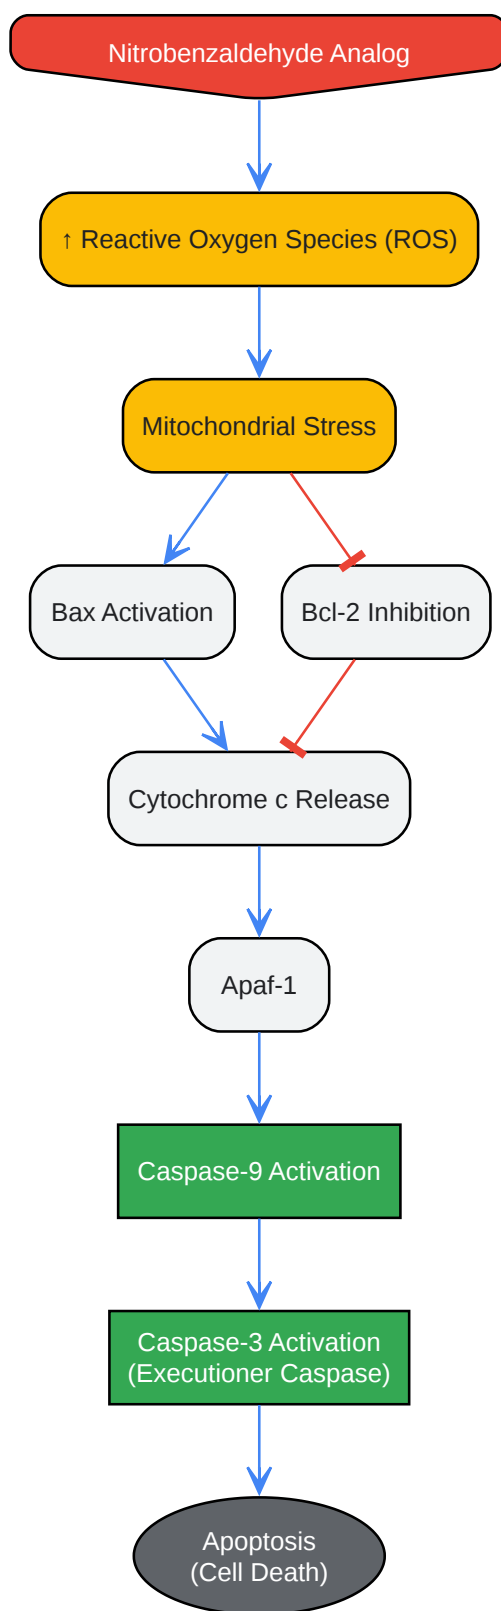 Nitrobenzaldehyde Analog
↑ Reactive Oxygen Species (ROS)
Mitochondrial Stress
Bax Activation
Bcl-2 Inhibition
Cytochrome c Release
Apaf-1
Caspase-9 Activation
Caspase-3 Activation
(Executioner Caspase)
Apoptosis
(Cell Death)